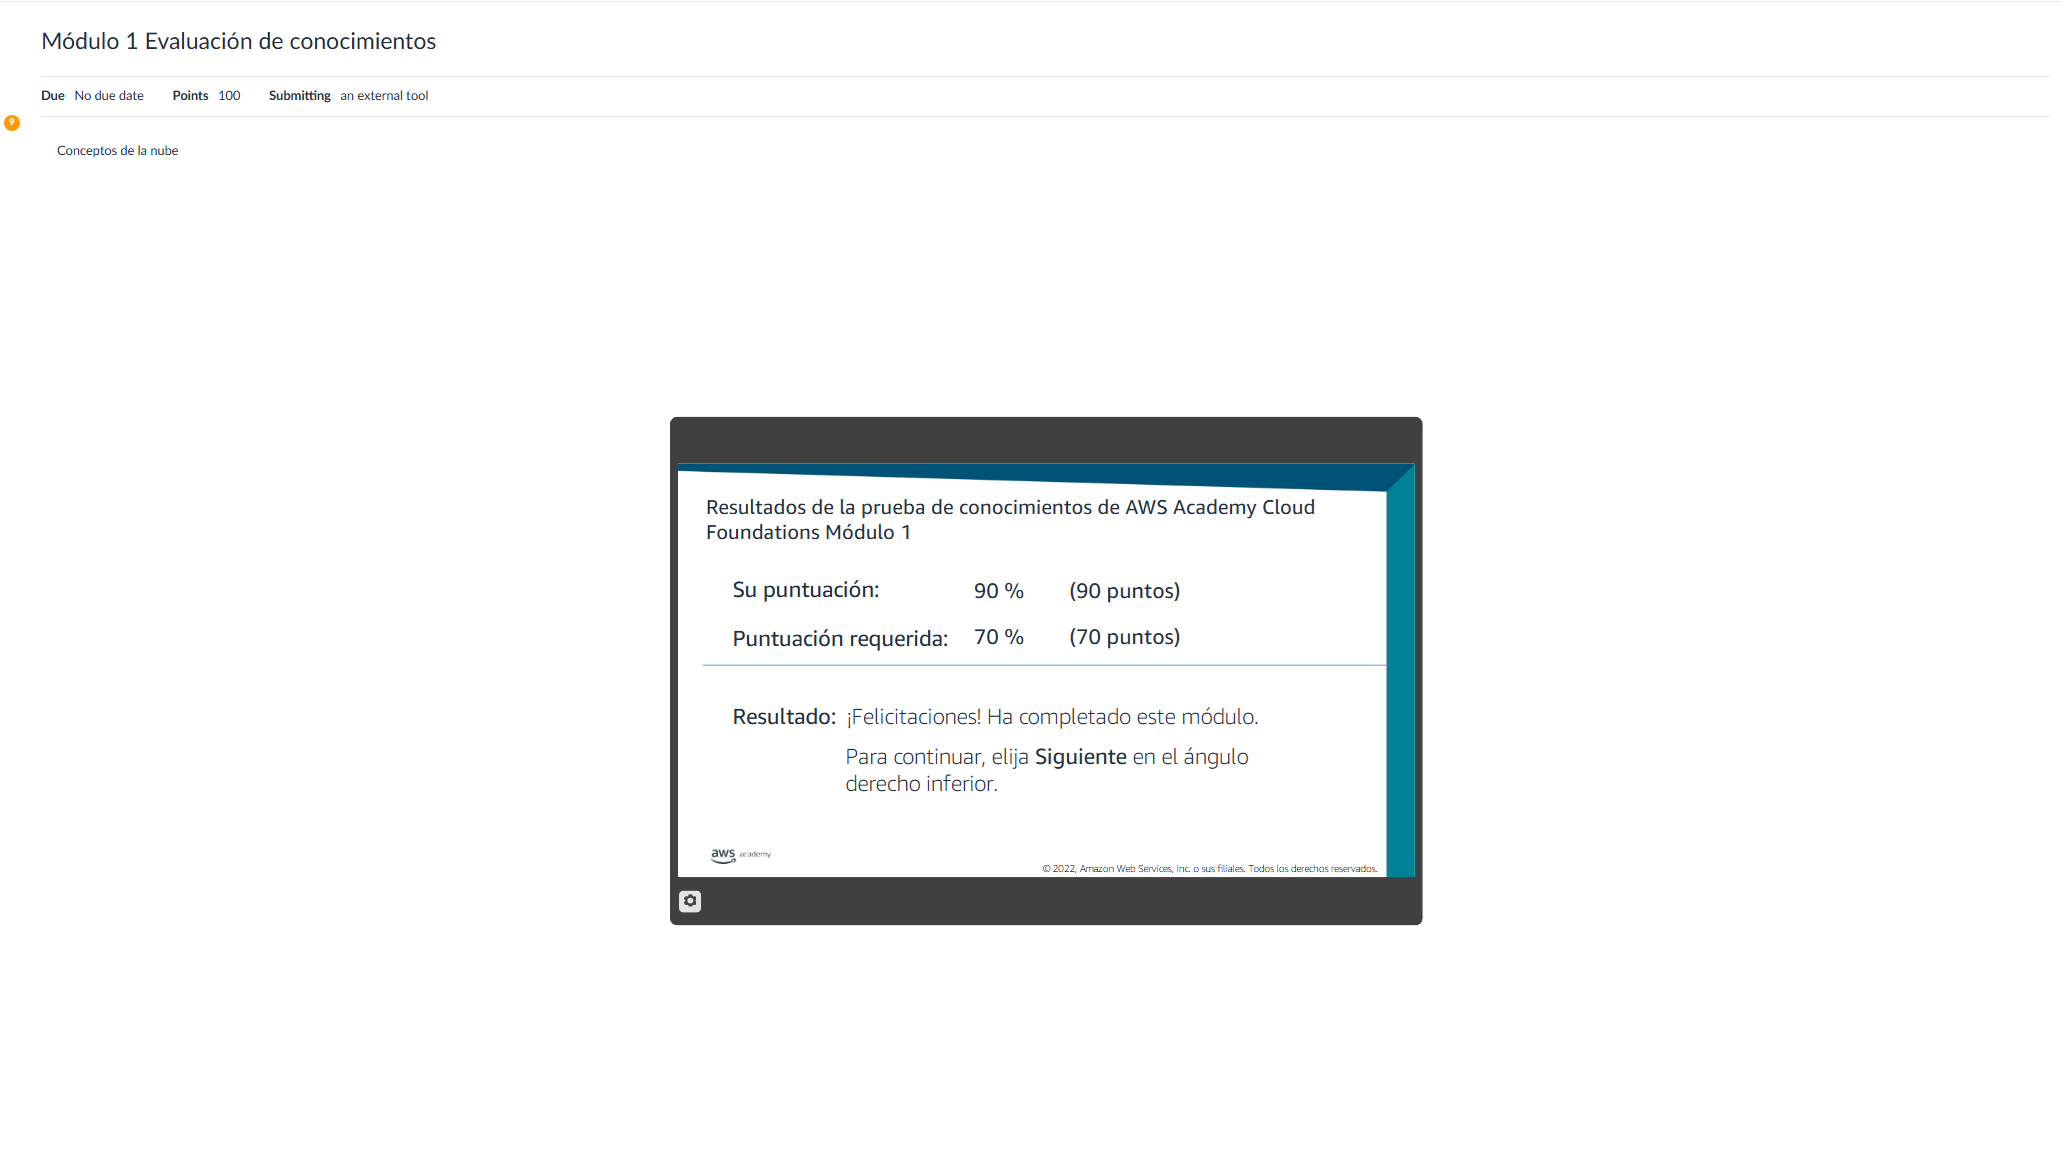 Módulo 1 Evaluación de conocimientos
Due No due date Points 100 Submitting an external tool
9
Conceptos de la nube
Resultados de la prueba de conocimientos de AWS Academy Cloud
Foundations Módulo 1
Su puntuación: 90 % (90 puntos)
Puntuación requerida: 70 % (70 puntos)
Resultado: ¡Felicitaciones! Ha completado este módulo.
Para continuar, elija Siguiente en el ángulo
derecho inferior.
aws academy
© 2022, Amazon Web Services, Inc. o sus filiales. Todos los derechos reservados.